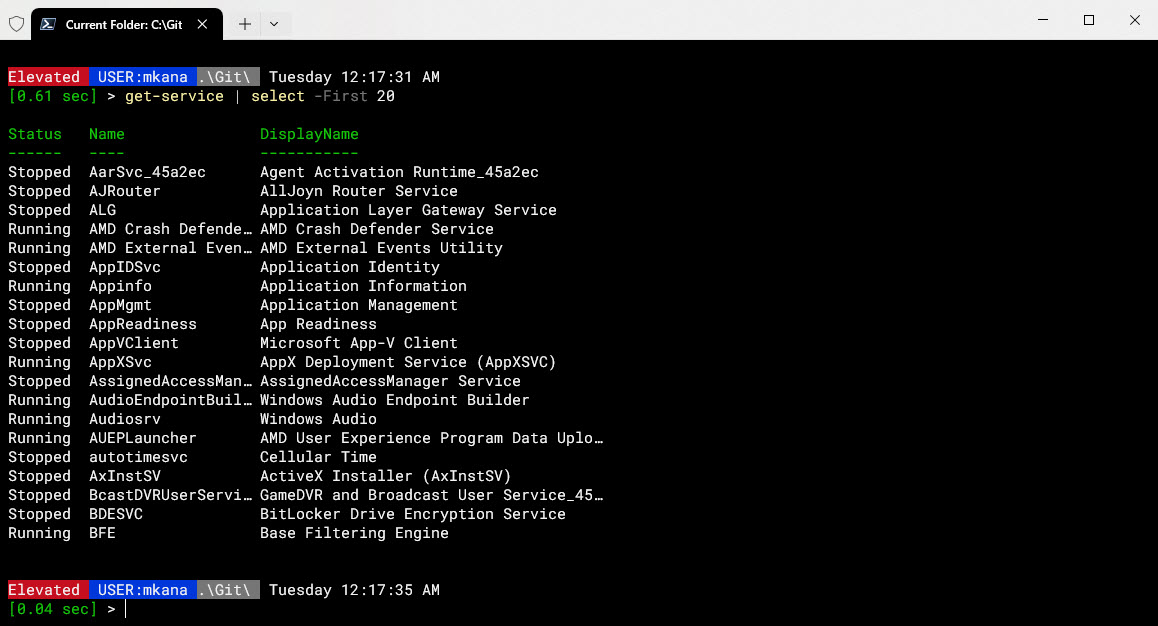 Current Folder: C:\Git
Elevated USER:mkana .\Git\ Tuesday 12:17:31 AM
[0.61 sec] > get-service | select -First 20
Status Name DisplayName
------ ---- -----------
Stopped AarSvc_45a2ec Agent Activation Runtime_45a2ec
Stopped AJRouter AllJoyn Router Service
Stopped ALG Application Layer Gateway Service
Running AMD Crash Defende… AMD Crash Defender Service
Running AMD External Even… AMD External Events Utility
Stopped AppIDSvc Application Identity
Running Appinfo Application Information
Stopped AppMgmt Application Management
Stopped AppReadiness App Readiness
Stopped AppVClient Microsoft App-V Client
Running AppXSvc AppX Deployment Service (AppXSVC)
Stopped AssignedAccessMan… AssignedAccessManager Service
Running AudioEndpointBuil… Windows Audio Endpoint Builder
Running Audiosrv Windows Audio
Running AUEPLauncher AMD User Experience Program Data Uplo…
Stopped autotimesvc Cellular Time
Stopped AxInstSV ActiveX Installer (AxInstSV)
Stopped BcastDVRUserServi… GameDVR and Broadcast User Service_45…
Stopped BDESVC BitLocker Drive Encryption Service
Running BFE Base Filtering Engine
Elevated USER:mkana .\Git\ Tuesday 12:17:35 AM
[0.04 sec] >